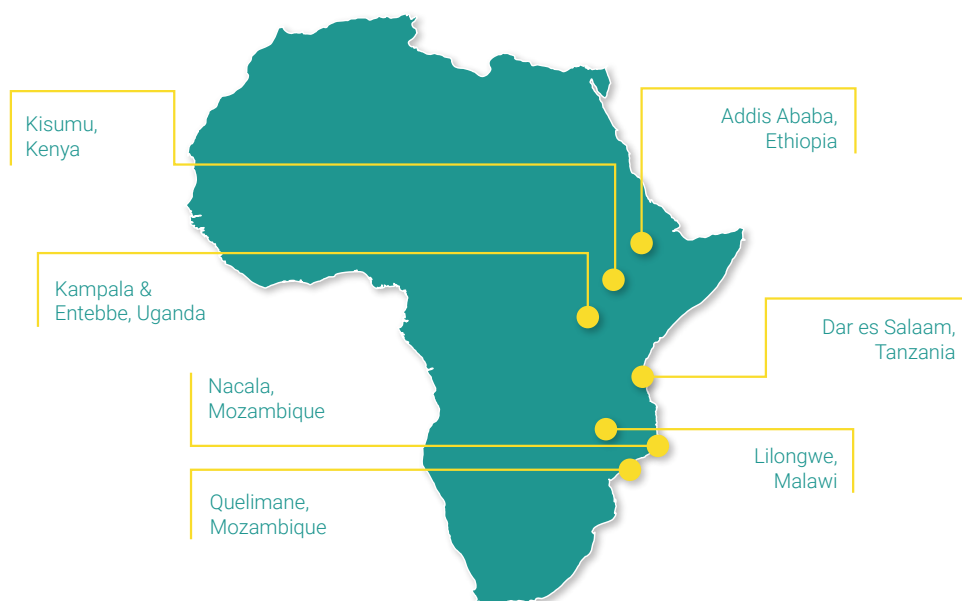 Kisumu,
Kenya
Addis Ababa,
Ethiopia
Kampala &
Entebbe, Uganda
Dar es Salaam,
Tanzania
Nacala,
Mozambique
Lilongwe,
Malawi
Quelimane,
Mozambique